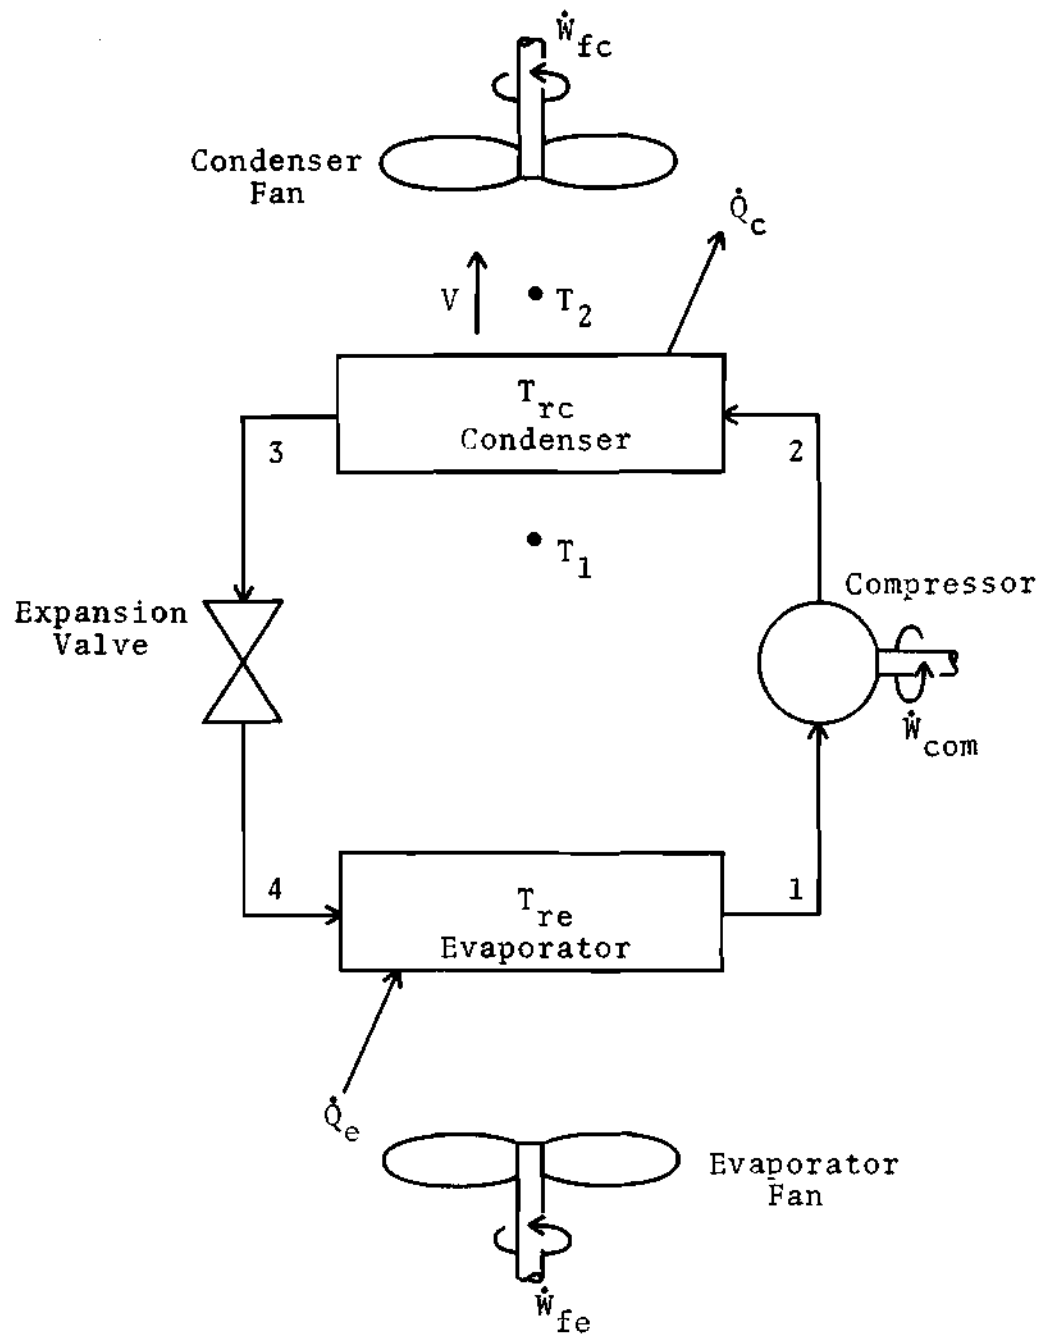 Ẇfc
Condenser
Fan
Q̇c
V
T2
Trc
Condenser
3
2
T1
Compressor
Expansion
Valve
Ẇcom
4
1
Tre
Evaporator
Q̇e
Evaporator
Fan
Ẇfe